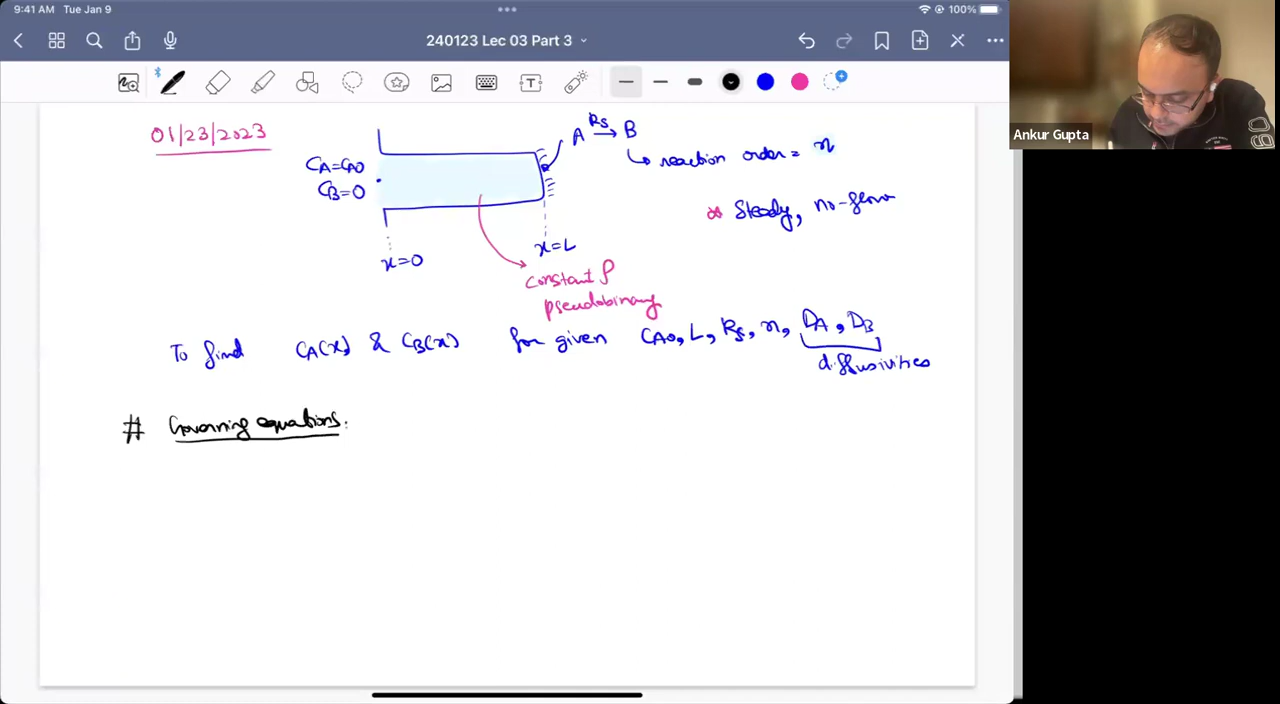 9:41 AM Tue Jan 9
100%
240123 Lec 03 Part 3
T
Ankur Gupta
01/23/2023
A Rs→ B
↳ reaction order = n
CA=CA0
CB=0
* Steady, no-flow
x=0
x=L
constant ρ
pseudobinary
To find CA(x) & CB(x) for given CA0, L, Rs, n, DA, DB
diffusivities
# Governing equations: